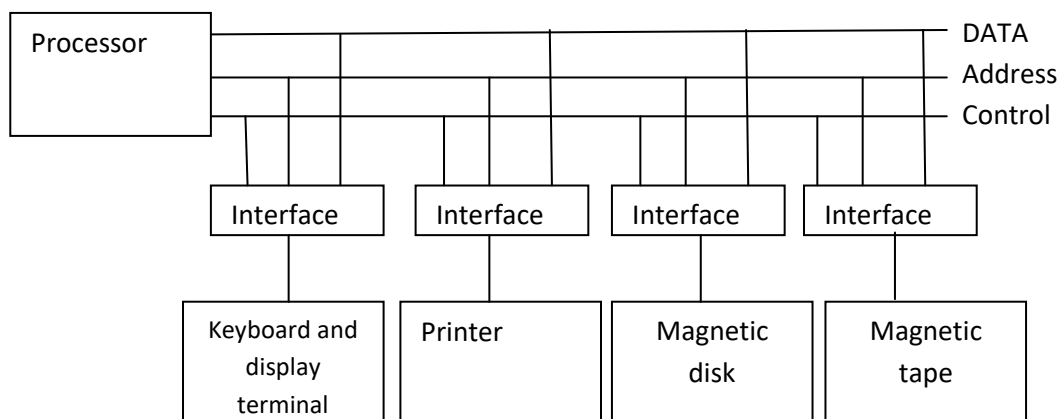 Processor
DATA
Address
Control
Interface
Interface
Interface
Interface
Keyboard and
display
terminal
Printer
Magnetic
disk
Magnetic
tape